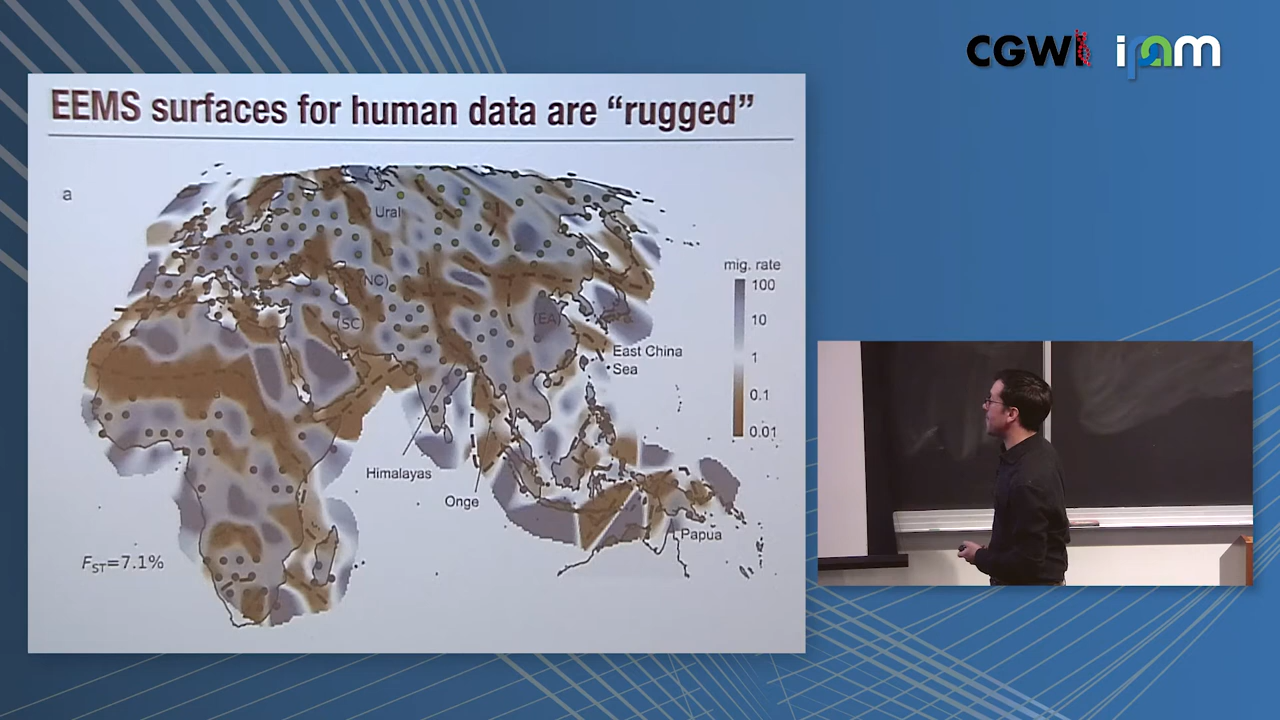 CGWI ipam
EEMS surfaces for human data are “rugged”
a
Ural
(NC)
(SC)
(EA)
mig. rate
100
10
1
0.1
0.01
East China
Sea
Himalayas
Onge
Papua
FST=7.1%